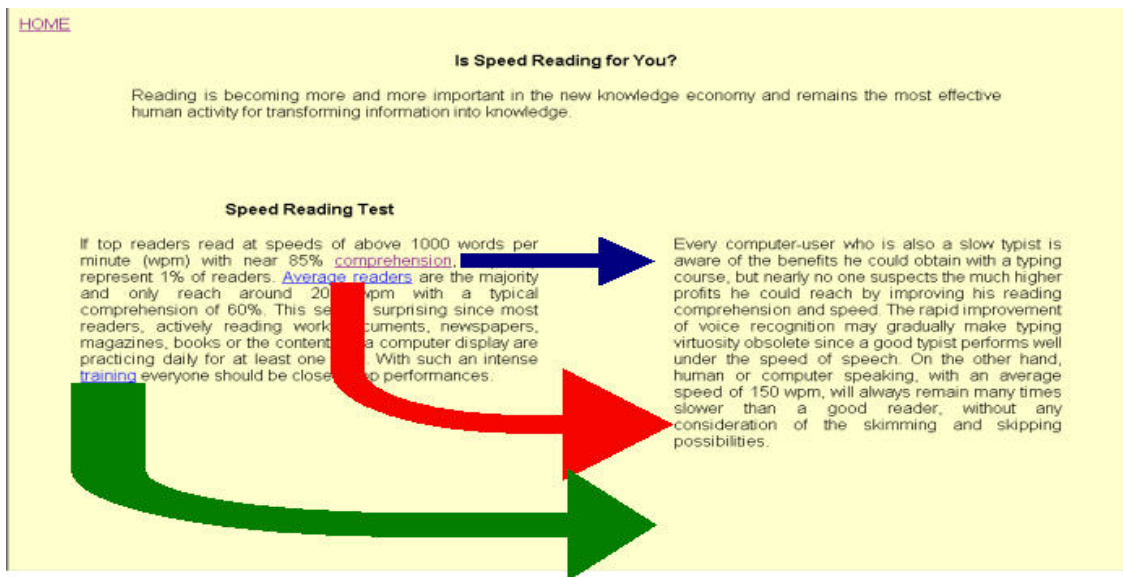 HOME
Is Speed Reading for You?
Reading is becoming more and more important in the new knowledge economy and remains the most effective
human activity for transforming information into knowledge.
Speed Reading Test
If top readers read at speeds of above 1000 words per
minute (wpm) with near 85% comprehension,
represent 1% of readers. Average readers are the majority
and only reach around 20 wpm with a typical
comprehension of 60%. This surprising since most
readers, actively reading work newspapers,
magazines, books or the content a computer display are
practicing daily for at least one With such an intense
training everyone should be close performances.
Every computer-user who is also a slow typist is
aware of the benefits he could obtain with a typing
course, but nearly no one suspects the much higher
profits he could reach by improving his reading
comprehension and speed. The rapid improvement
of voice recognition may gradually make typing
virtuosity obsolete since a good typist performs well
under the speed of speech. On the other hand,
human or computer speaking, with an average
speed of 150 wpm, will always remain many times
slower than a good reader, without any
consideration of the skimming and skipping
possibilities.